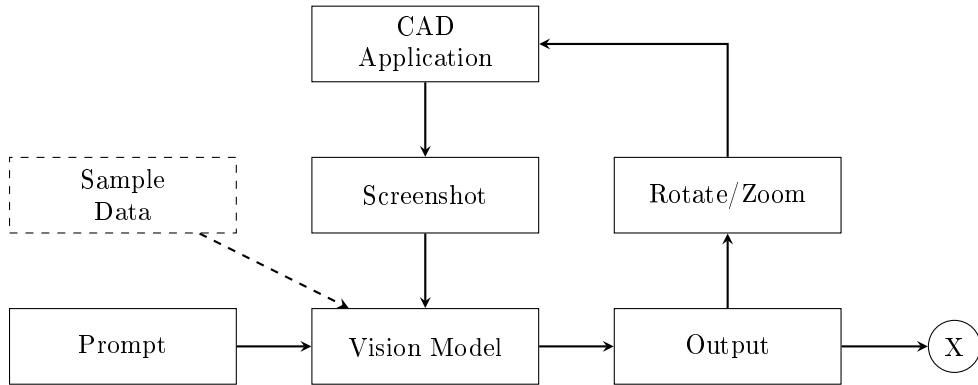 CAD
Application
Sample
Data
Screenshot
Rotate/Zoom
Prompt
Vision Model
Output
X